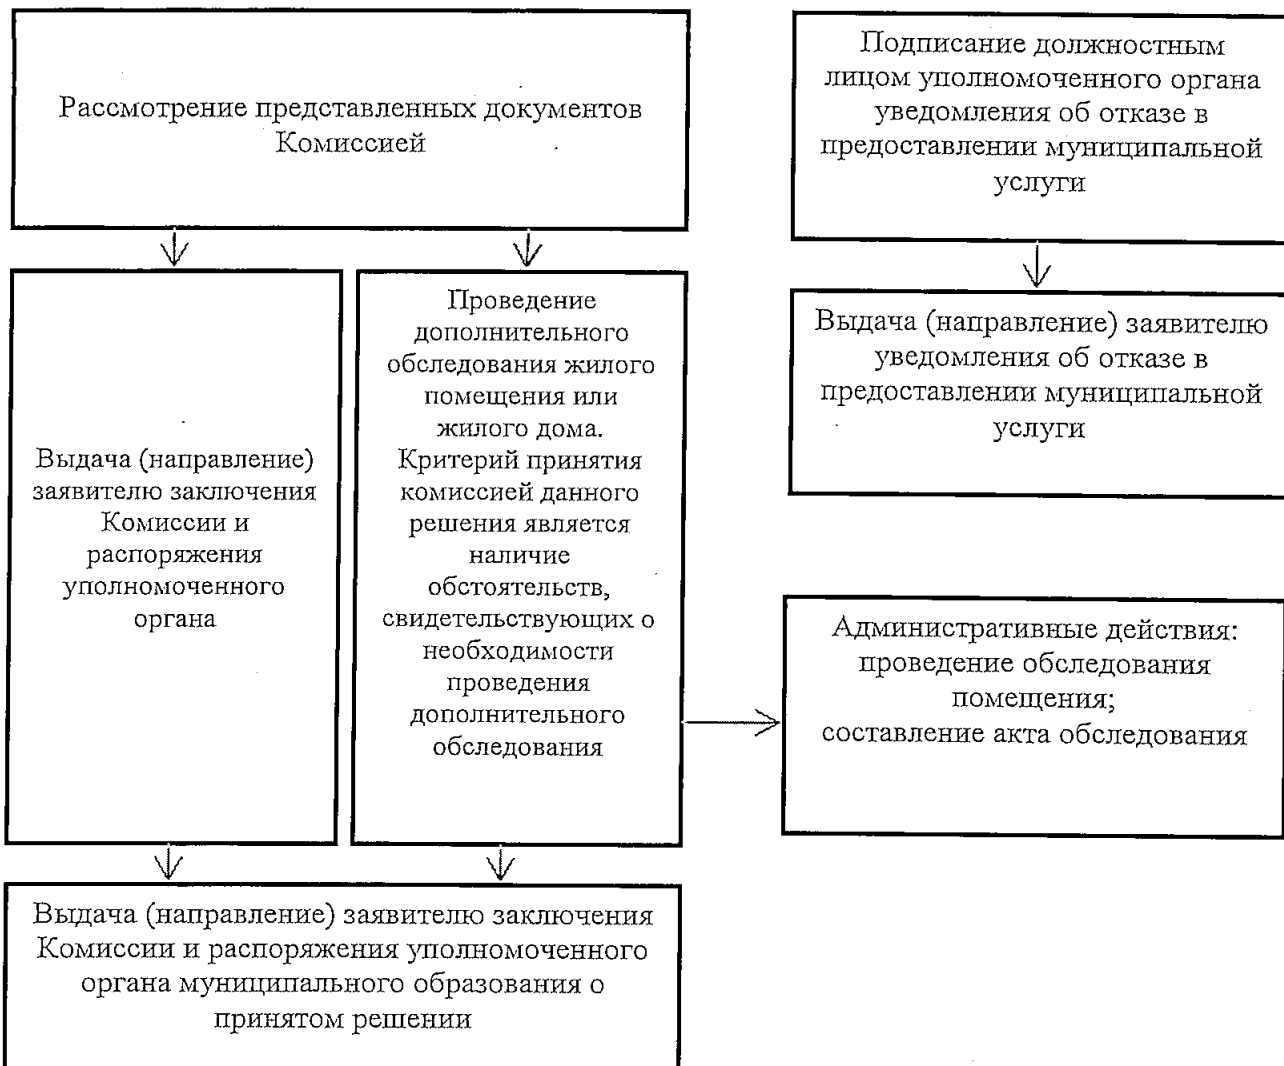 Рассмотрение представленных документов
Комиссией
Подписание должностным
лицом уполномоченного органа
уведомления об отказе в
предоставлении муниципальной
услуги
Выдача (направление)
заявителю заключения
Комиссии и
распоряжения
уполномоченного
органа
Проведение
дополнительного
обследования жилого
помещения или
жилого дома.
Критерий принятия
комиссией данного
решения является
наличие
обстоятельств,
свидетельствующих о
необходимости
проведения
дополнительного
обследования
Выдача (направление) заявителю
уведомления об отказе в
предоставлении муниципальной
услуги
Административные действия:
проведение обследования
помещения;
составление акта обследования
Выдача (направление) заявителю заключения
Комиссии и распоряжения уполномоченного
органа муниципального образования о
принятом решении